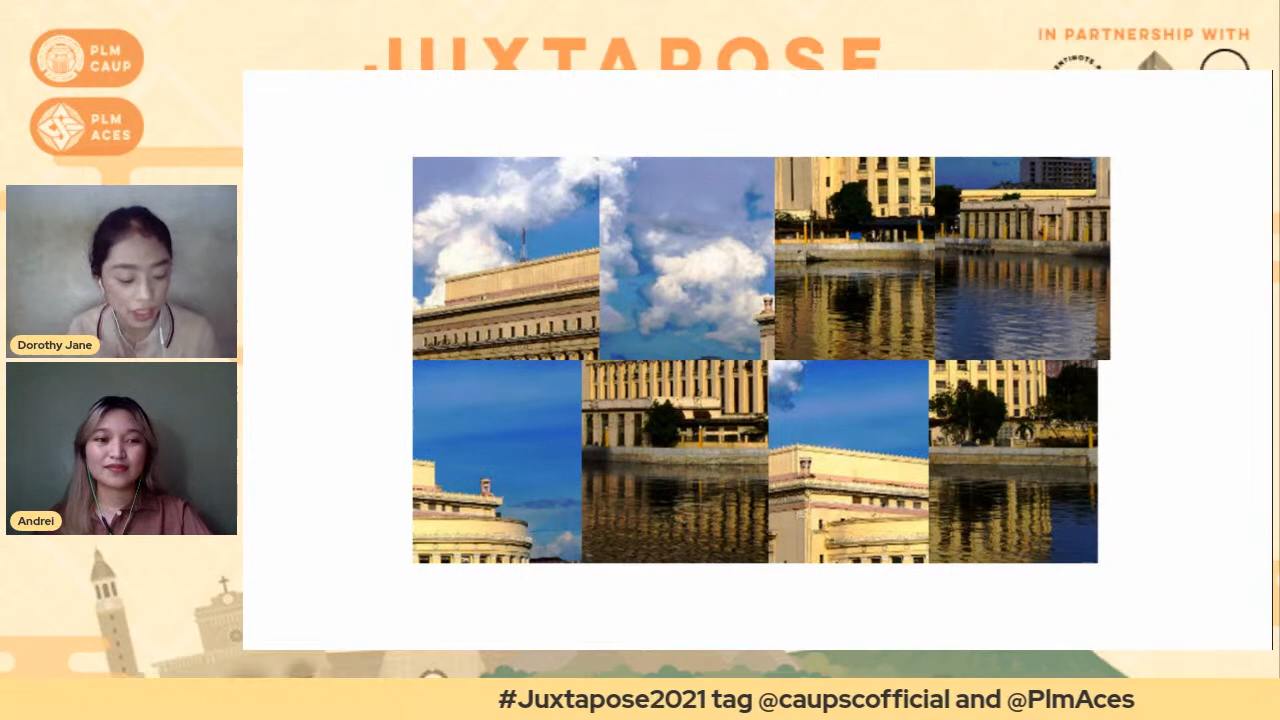 PLM
CAUP
JUXTAPOSE
IN PARTNERSHIP WITH
PLM
ACES
Dorothy Jane
Andrei
#Juxtapose2021 tag @caupscofficial and @PlmAces